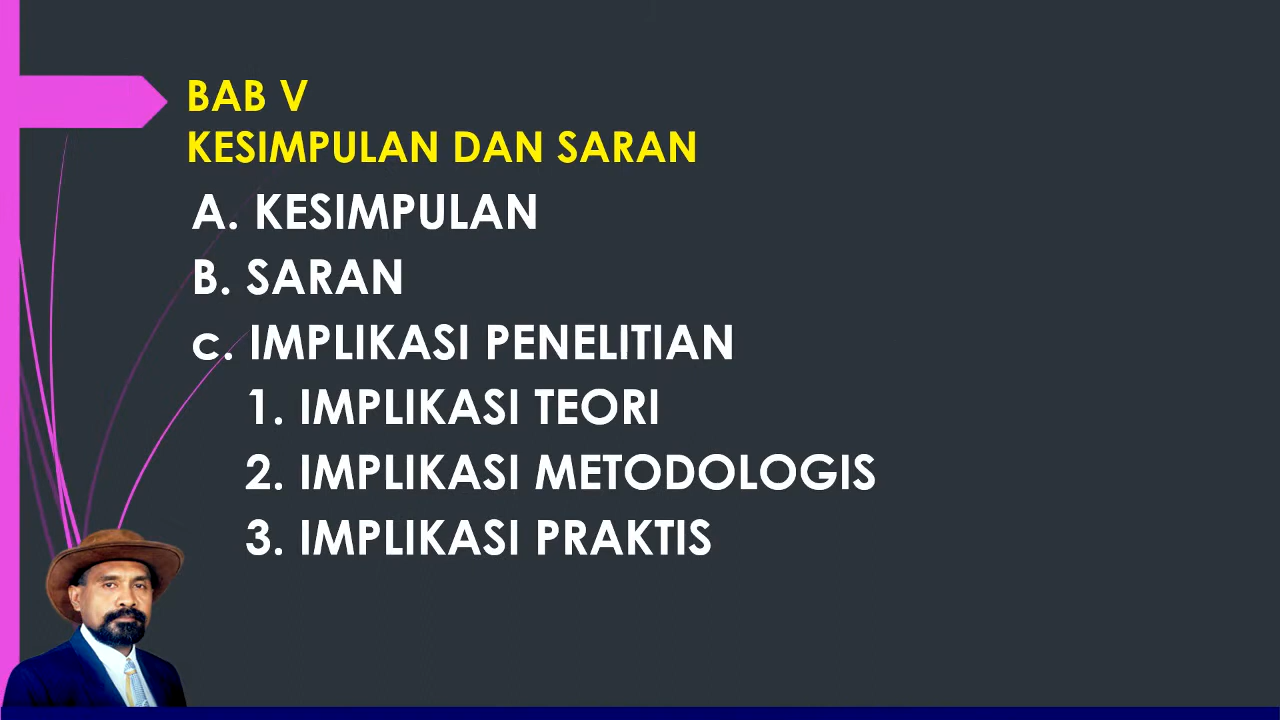 BAB V
KESIMPULAN DAN SARAN
A. KESIMPULAN
B. SARAN
c. IMPLIKASI PENELITIAN
1. IMPLIKASI TEORI
2. IMPLIKASI METODOLOGIS
3. IMPLIKASI PRAKTIS